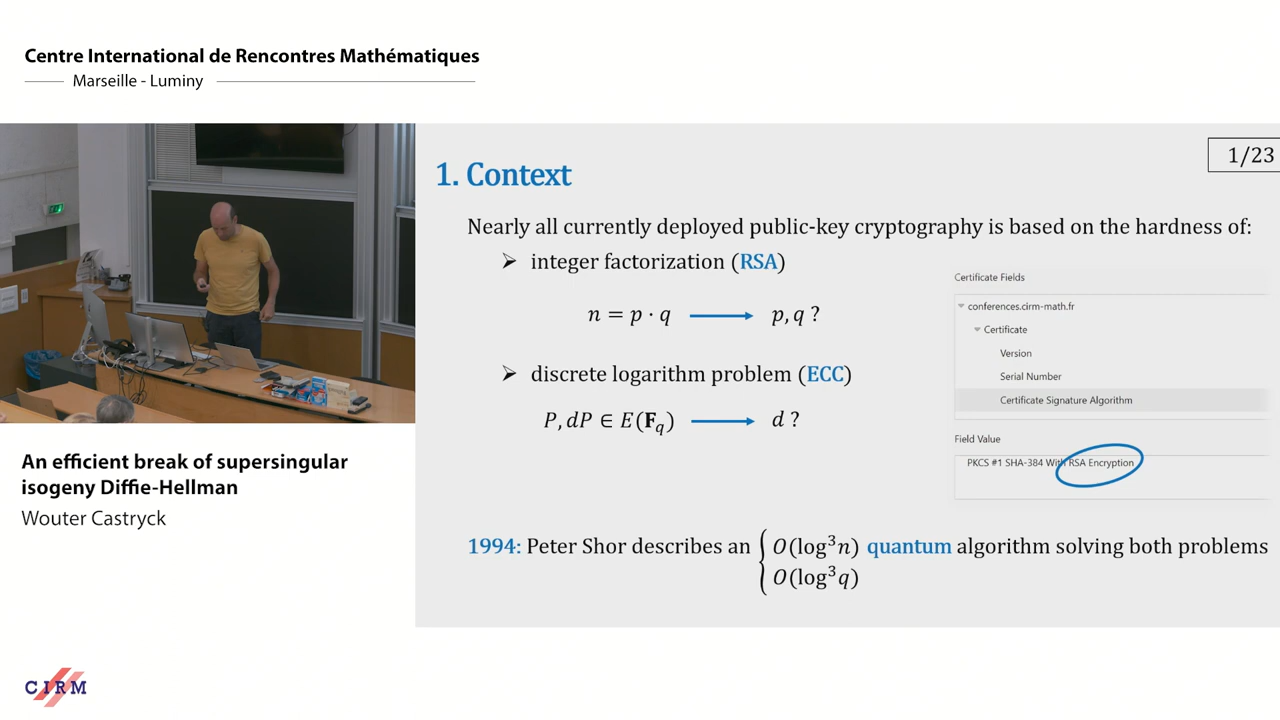 Centre International de Rencontres Mathématiques
Marseille - Luminy
1/23
1. Context
Nearly all currently deployed public-key cryptography is based on the hardness of:
➢ integer factorization (RSA)
n = p · q ⟶ p, q ?
➢ discrete logarithm problem (ECC)
P, dP ∈ E(𝐅_q) ⟶ d ?
Certificate Fields
conferences.cirm-math.fr
Certificate
Version
Serial Number
Certificate Signature Algorithm
Field Value
PKCS #1 SHA-384 With RSA Encryption
1994: Peter Shor describes an { O(log³n) quantum algorithm solving both problems
O(log³q)
An efficient break of supersingular
isogeny Diffie-Hellman
Wouter Castryck
CIRM